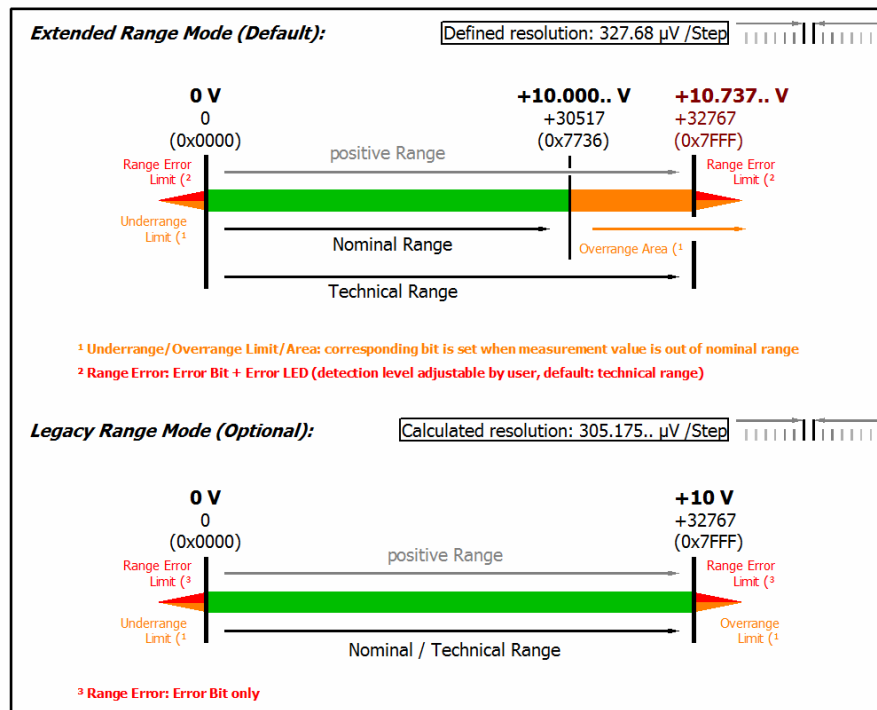 Extended Range Mode (Default):
Defined resolution: 327.68 µV /Step
0 V
+10.000.. V
+10.737.. V
0
+30517
+32767
(0x0000)
(0x7736)
(0x7FFF)
positive Range
Range Error
Limit (²
Range Error
Limit (²
Underrange
Limit (¹
Nominal Range
Overrange Area (¹
Technical Range
¹ Underrange/Overrange Limit/Area: corresponding bit is set when measurement value is out of nominal range
² Range Error: Error Bit + Error LED (detection level adjustable by user, default: technical range)
Legacy Range Mode (Optional):
Calculated resolution: 305.175.. µV /Step
0 V
+10 V
0
+32767
(0x0000)
(0x7FFF)
positive Range
Range Error
Limit (³
Range Error
Limit (³
Underrange
Limit (¹
Overrange
Limit (¹
Nominal / Technical Range
³ Range Error: Error Bit only